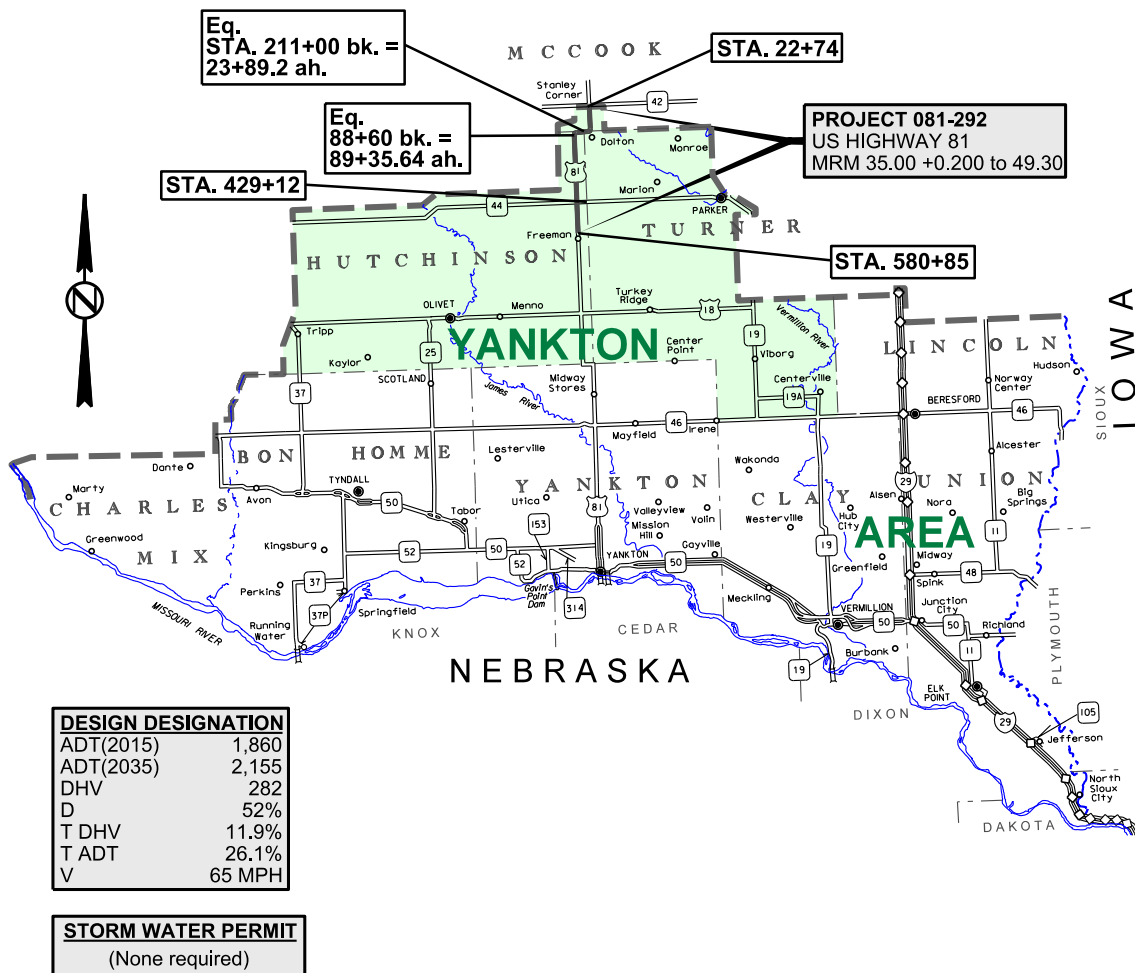 Eq.
STA. 211+00 bk. =
23+89.2 ah.
MCCOOK
STA. 22+74
Stanley
Corner
42
Eq.
88+60 bk. =
89+35.64 ah.
Dolton
Monroe
PROJECT 081-292
US HIGHWAY 81
MRM 35.00 +0.200 to 49.30
STA. 429+12
81
Marion
PARKER
44
Freeman
TURNER
HUTCHINSON
STA. 580+85
N
OLIVET
Menno
Turkey
Ridge
18
Vermillion River
IOWA
Tripp
25
YANKTON
19
LINCOLN
Kaylor
Center
Point
Viborg
Hudson
SCOTLAND
James
River
Midway
Stores
Centerville
Norway
Center
SIOUX
37
19A
BERESFORD
46
Mayfield
46
Irene
BON HOMME
Lesterville
Alcester
Dante
Wakonda
Marty
TYNDALL
YANKTON
CLAY
29
UNION
CHARLES
Avon
50
Utica
81
Valleyview
Volin
Alsen
Nora
Big
Springs
Tabor
153
Mission
Hill
Westerville
Hub
City
AREA
11
Greenwood
MIX
Kingsburg
52
50
YANKTON
Gayville
19
Greenfield
Midway
52
50
Spink
48
Perkins
37
Gavin's
Point
Dam
314
Meckling
Junction
City
MISSOURI RIVER
37P
Springfield
VERMILLION
50
50
Richland
PLYMOUTH
Running
Water
KNOX
CEDAR
Burbank
11
NEBRASKA
19
ELK
POINT
DIXON
29
105
Jefferson
North
Sioux
City
DAKOTA
DESIGN DESIGNATION
ADT(2015) 1,860
ADT(2035) 2,155
DHV 282
D 52%
T DHV 11.9%
T ADT 26.1%
V 65 MPH
STORM WATER PERMIT
(None required)